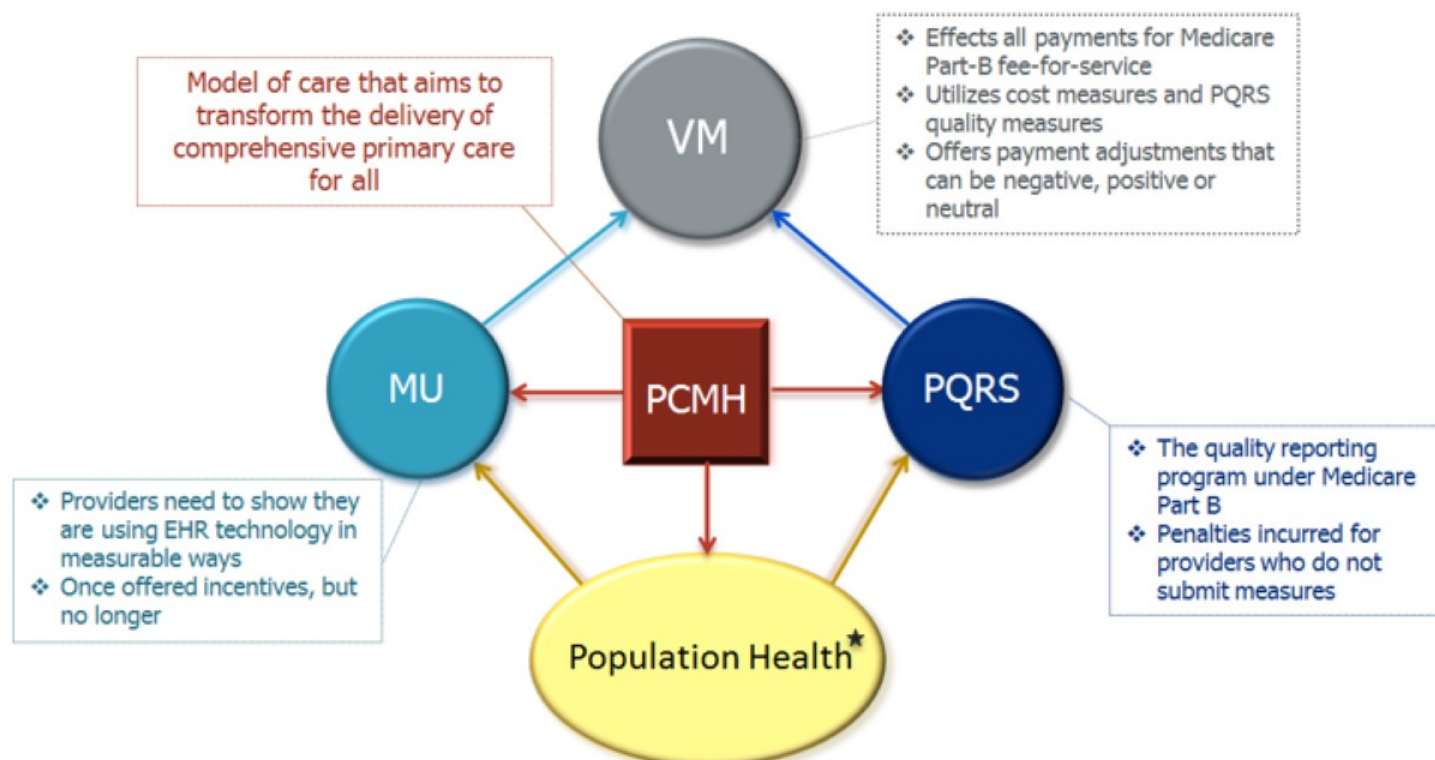 Model of care that aims to
transform the delivery of
comprehensive primary care
for all
VM
❖ Effects all payments for Medicare
Part-B fee-for-service
❖ Utilizes cost measures and PQRS
quality measures
❖ Offers payment adjustments that
can be negative, positive or
neutral
MU
PCMH
PQRS
❖ Providers need to show they
are using EHR technology in
measurable ways
❖ Once offered incentives, but
no longer
❖ The quality reporting
program under Medicare
Part B
❖ Penalties incurred for
providers who do not
submit measures
Population Health★